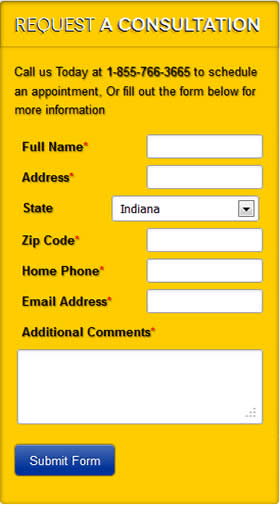 REQUEST A CONSULTATION
Call us Today at 1-855-766-3665 to schedule
an appointment, Or fill out the form below for
more information
Full Name*
Address*
State Indiana
Zip Code*
Home Phone*
Email Address*
Additional Comments*
Submit Form